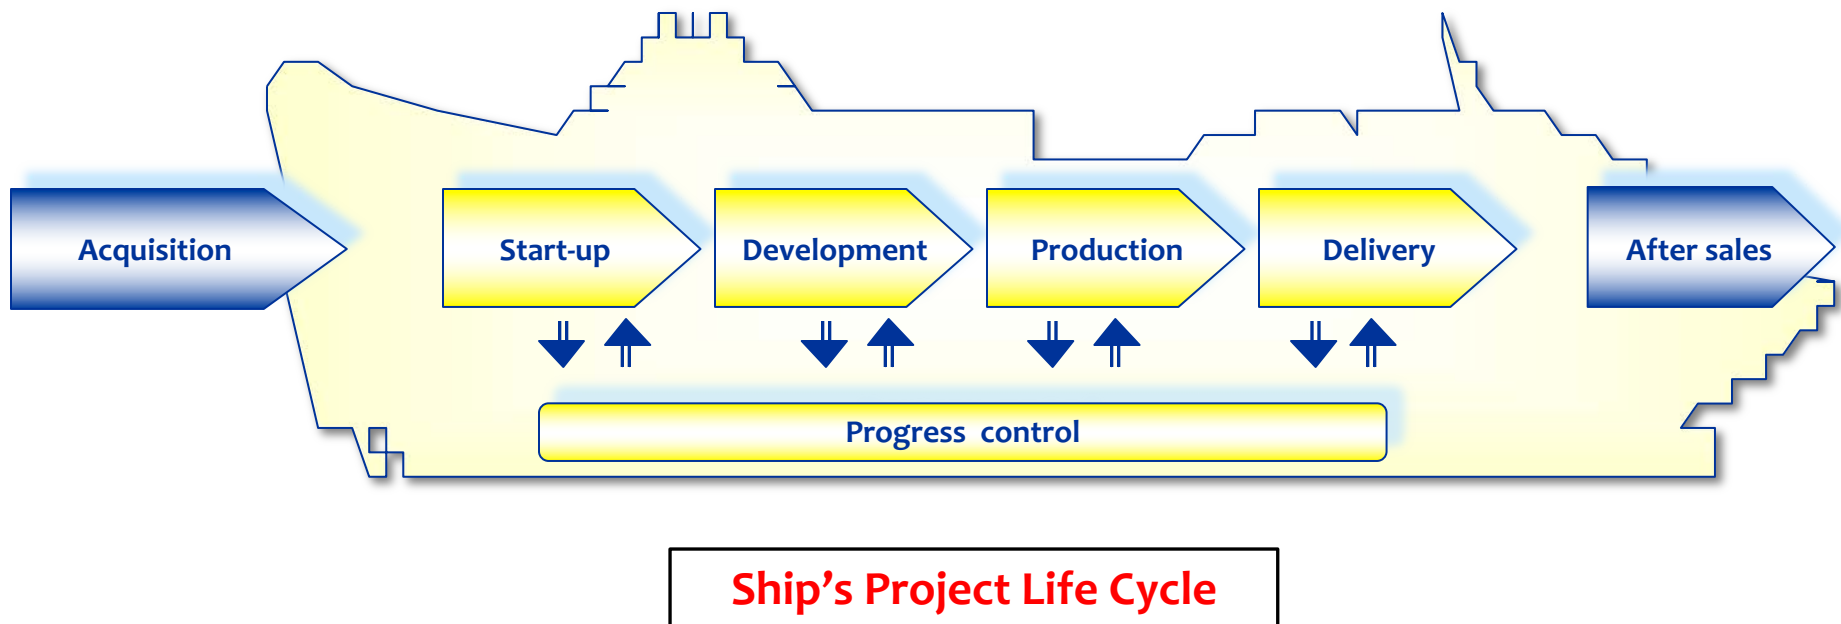 Acquisition
Start-up
Development
Production
Delivery
After sales
Progress control
Ship’s Project Life Cycle